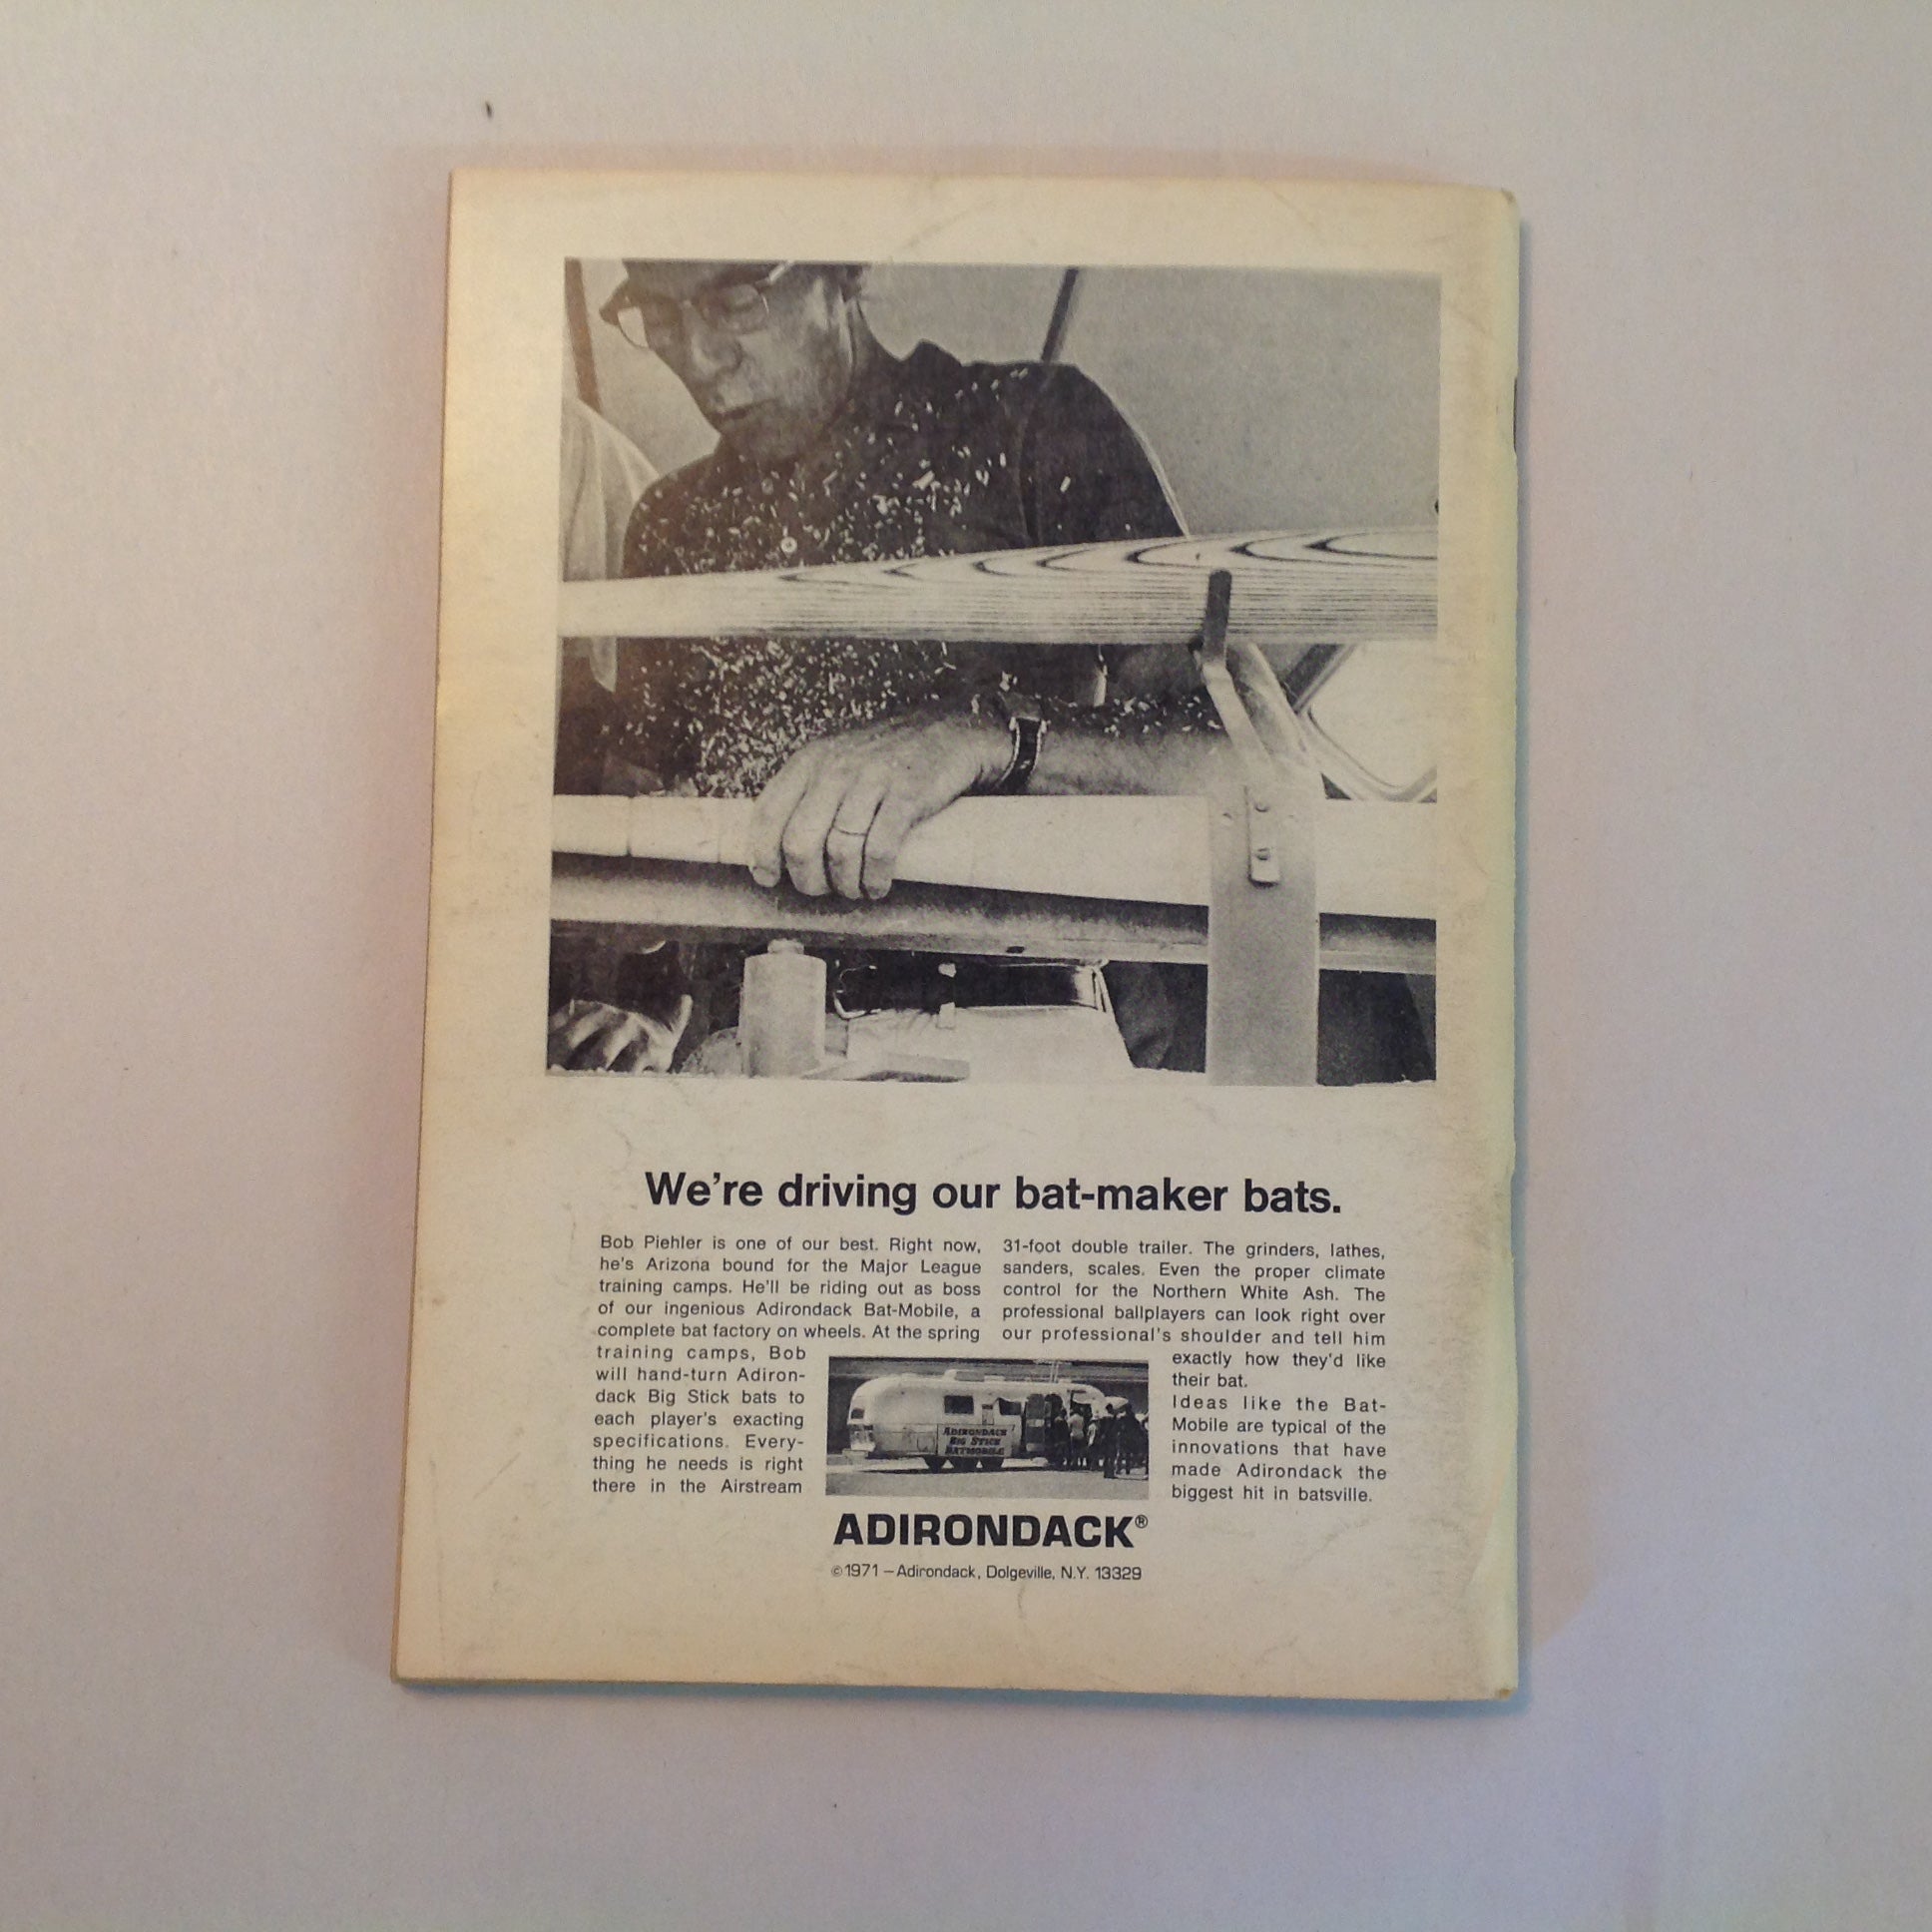 We're driving our bat-maker bats.
Bob Piehler is one of our best. Right now,
he's Arizona bound for the Major League
training camps. He'll be riding out as boss
of our ingenious Adirondack Bat-Mobile, a
complete bat factory on wheels. At the spring
training camps, Bob
will hand-turn Adiron-
dack Big Stick bats to
each player's exacting
specifications. Every-
thing he needs is right
there in the Airstream
31-foot double trailer. The grinders, lathes,
sanders, scales. Even the proper climate
control for the Northern White Ash. The
professional ballplayers can look right over
our professional's shoulder and tell him
exactly how they'd like
their bat.
Ideas like the Bat-
Mobile are typical of the
innovations that have
made Adirondack the
biggest hit in batsville.
ADIRONDACK
BIG STICK
BATMOBILE
ADIRONDACK®
©1971 – Adirondack, Dolgeville, N.Y. 13329